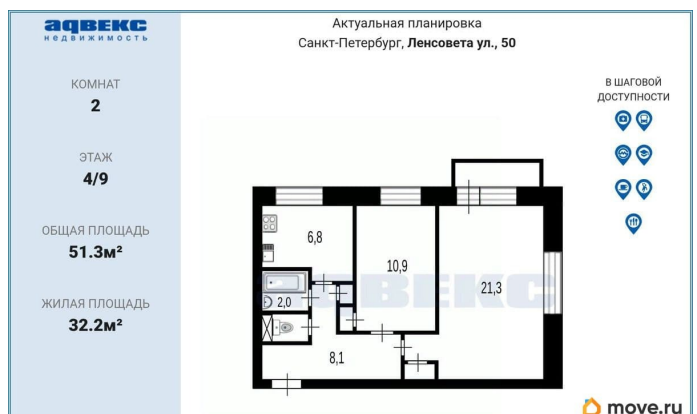 адвекс
недвижимость
КОМНАТ
2
ЭТАЖ
4/9
ОБЩАЯ ПЛОЩАДЬ
51.3м²
ЖИЛАЯ ПЛОЩАДЬ
32.2м²
Актуальная планировка
Санкт-Петербург, Ленсовета ул., 50
В ШАГОВОЙ
ДОСТУПНОСТИ
6,8
10,9
21,3
2,0
8,1
адвекс
move.ru